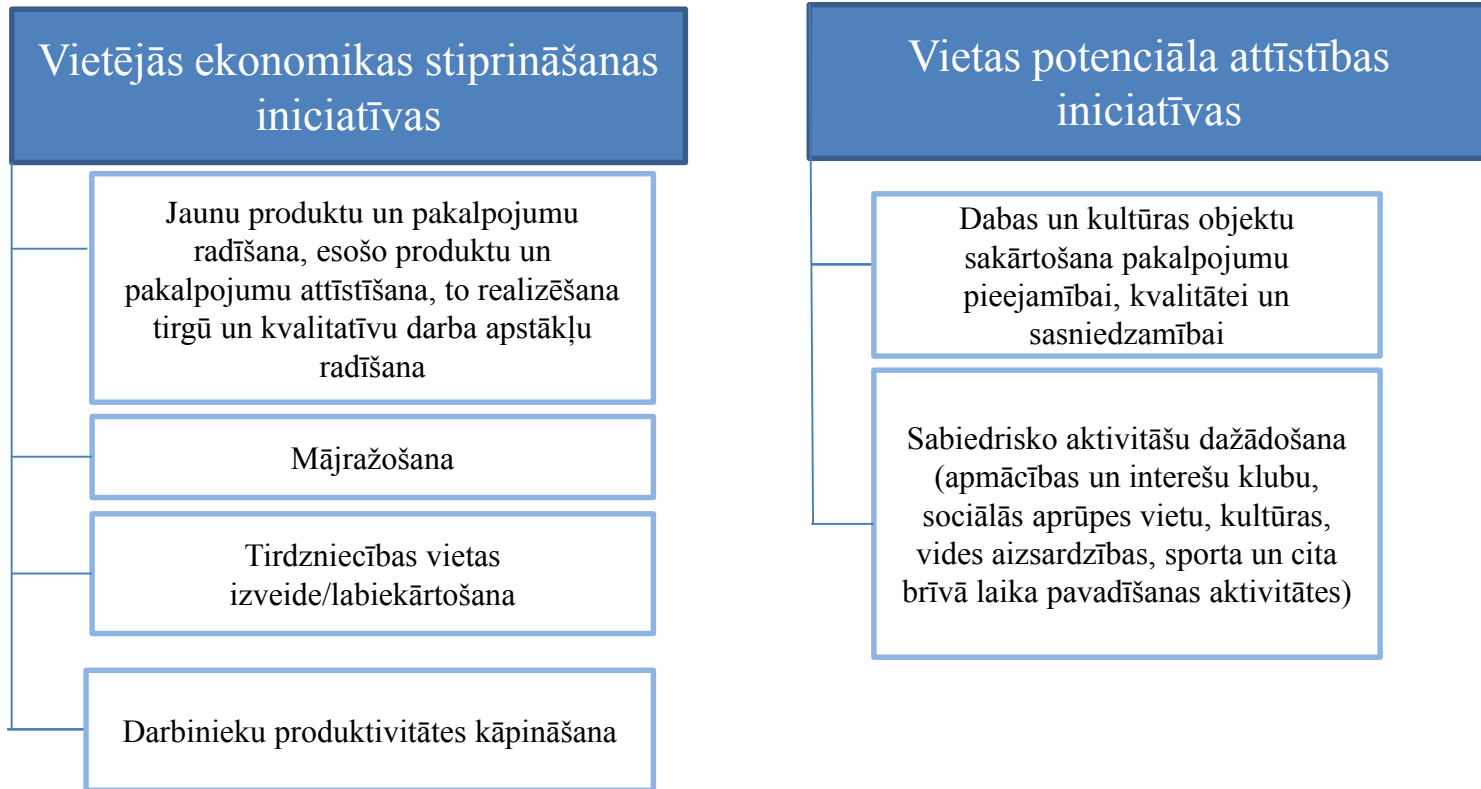 Vietējās ekonomikas stiprināšanas
iniciatīvas
Jaunu produktu un pakalpojumu
radīšana, esošo produktu un
pakalpojumu attīstīšana, to realizēšana
tirgū un kvalitatīvu darba apstākļu
radīšana
Mājražošana
Tirdzniecības vietas
izveide/labiekārtošana
Darbinieku produktivitātes kāpināšana
Vietas potenciāla attīstības
iniciatīvas
Dabas un kultūras objektu
sakārtošana pakalpojumu
pieejamībai, kvalitātei un
sasniedzamībai
Sabiedrisko aktivitāšu dažādošana
(apmācības un interešu klubu,
sociālās aprūpes vietu, kultūras,
vides aizsardzības, sporta un cita
brīvā laika pavadīšanas aktivitātes)